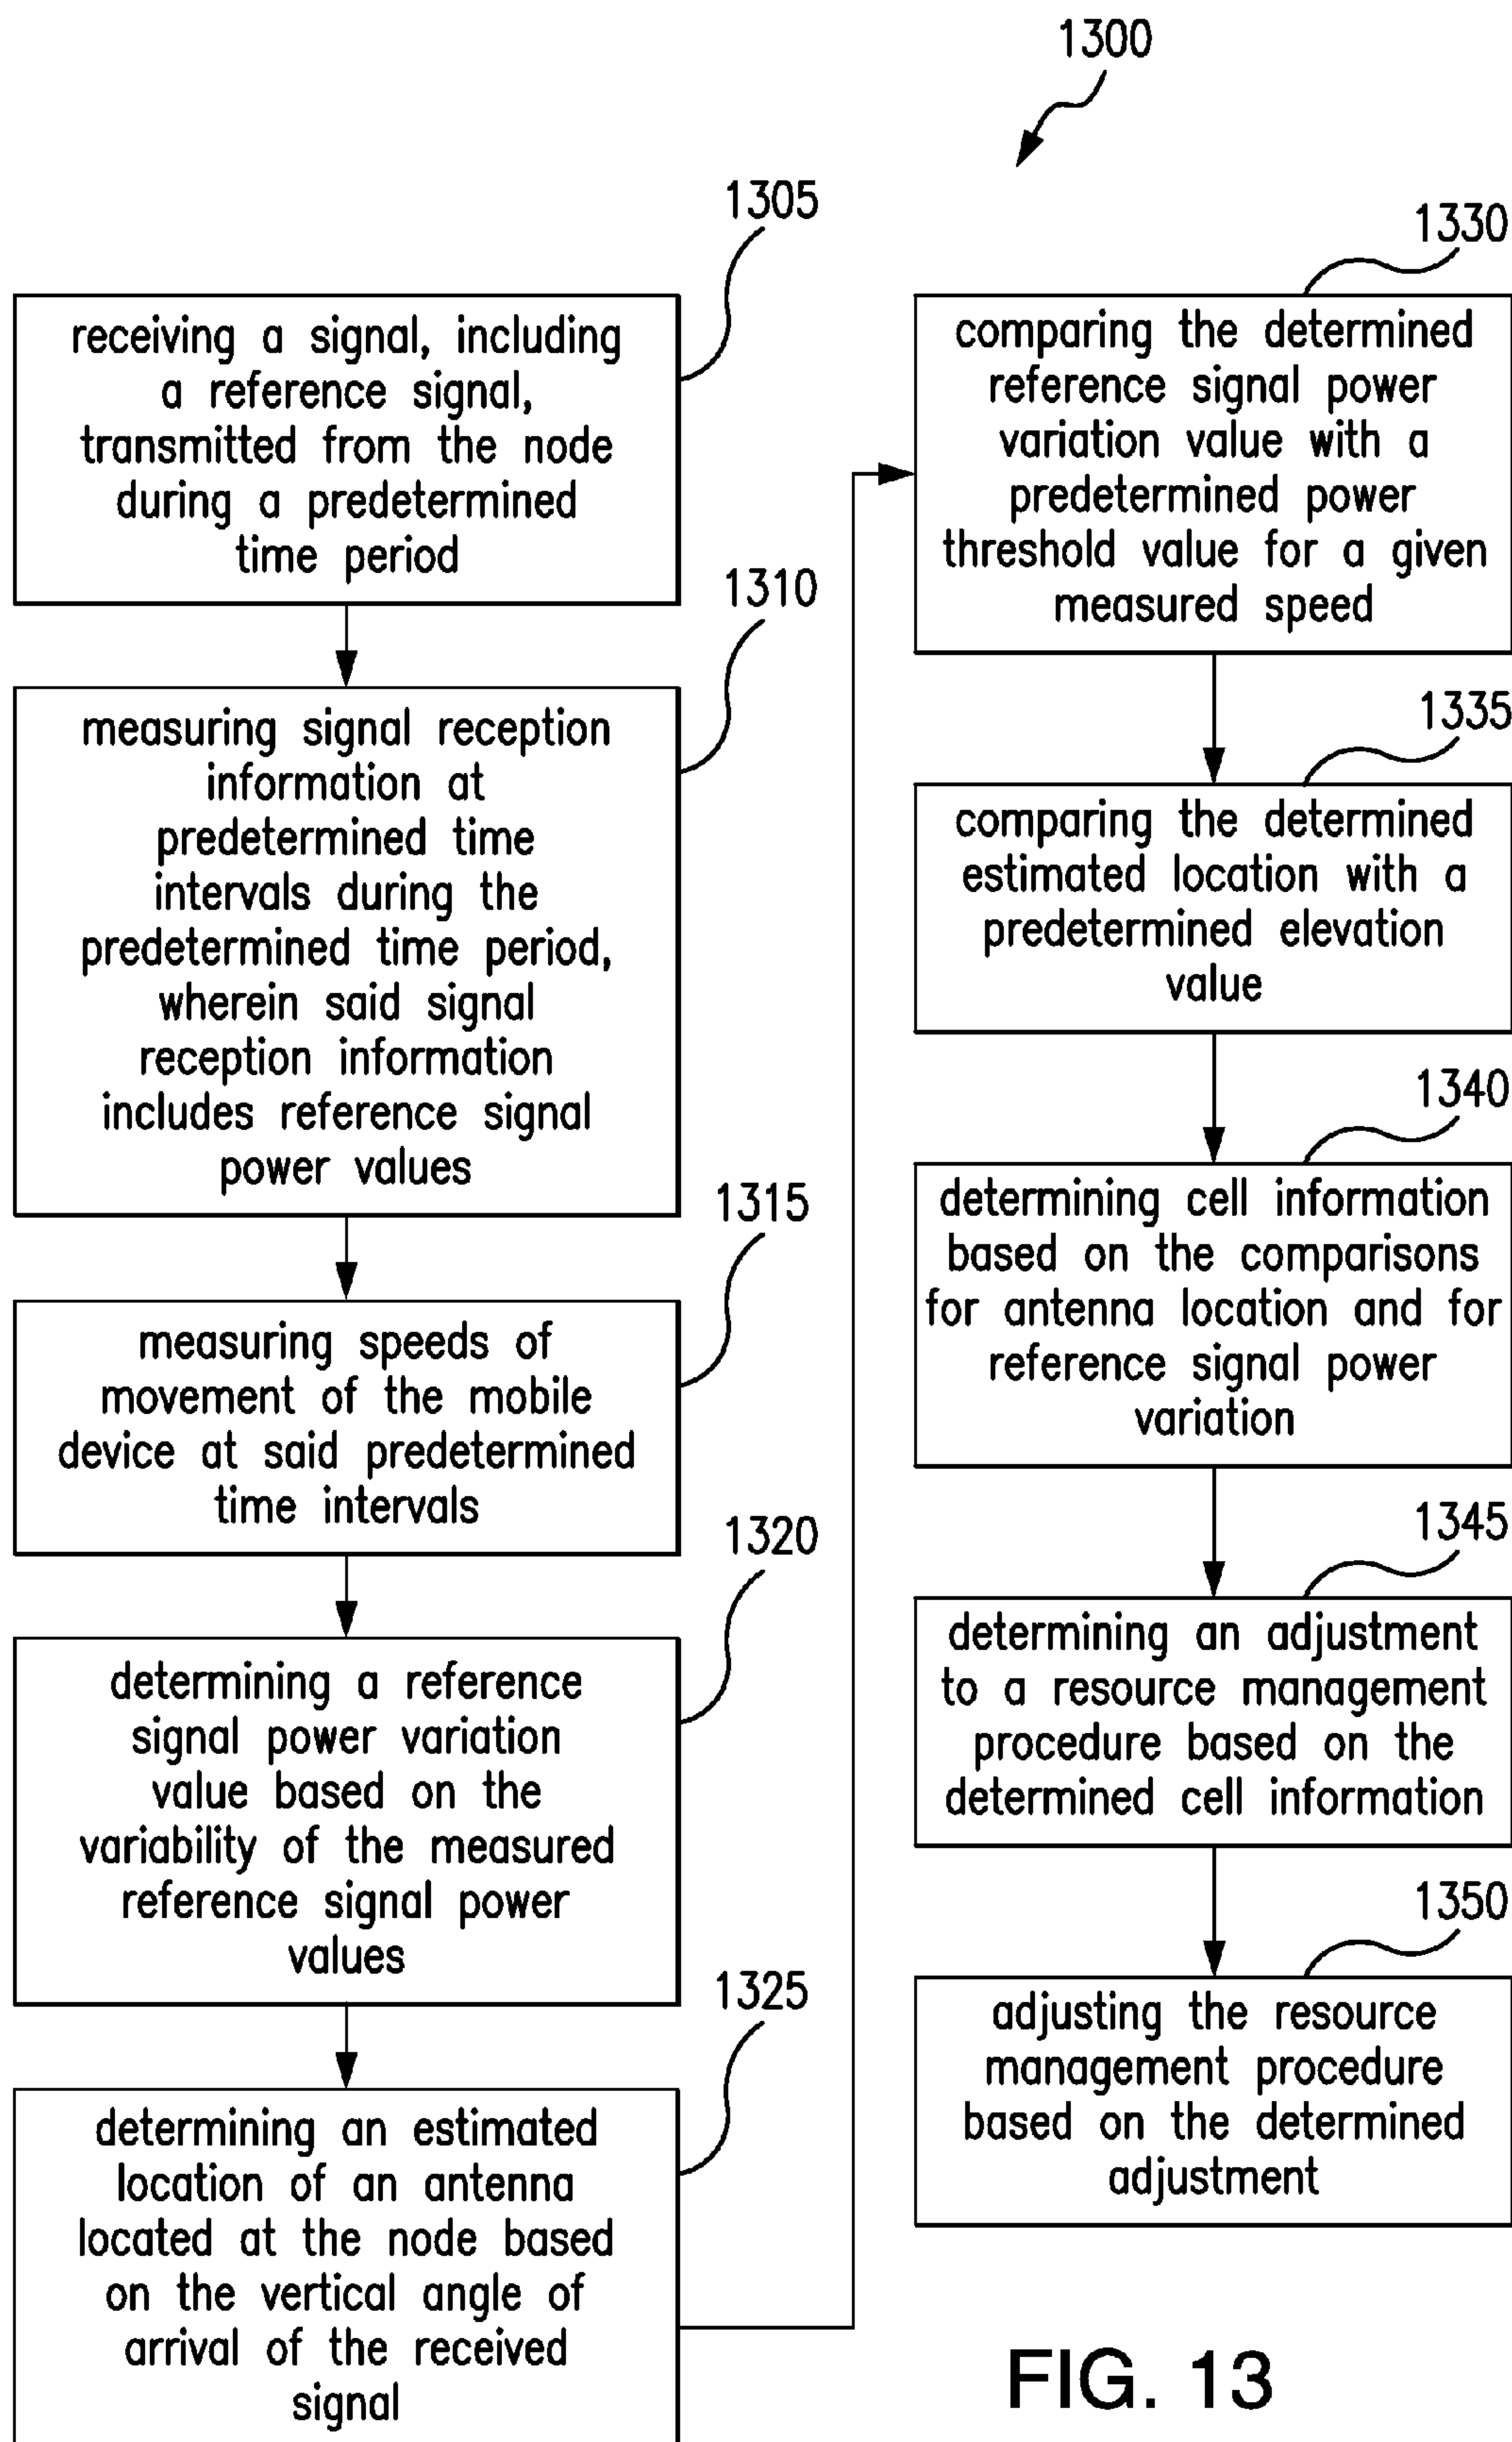 1300
1305
receiving a signal, including
a reference signal,
transmitted from the node
during a predetermined
time period
1310
measuring signal reception
information at
predetermined time
intervals during the
predetermined time period,
wherein said signal
reception information
includes reference signal
power values
1315
measuring speeds of
movement of the mobile
device at said predetermined
time intervals
1320
determining a reference
signal power variation
value based on the
variability of the measured
reference signal power
values
1325
determining an estimated
location of an antenna
located at the node based
on the vertical angle of
arrival of the received
signal
1330
comparing the determined
reference signal power
variation value with a
predetermined power
threshold value for a given
measured speed
1335
comparing the determined
estimated location with a
predetermined elevation
value
1340
determining cell information
based on the comparisons
for antenna location and for
reference signal power
variation
1345
determining an adjustment
to a resource management
procedure based on the
determined cell information
1350
adjusting the resource
management procedure
based on the determined
adjustment
FIG. 13